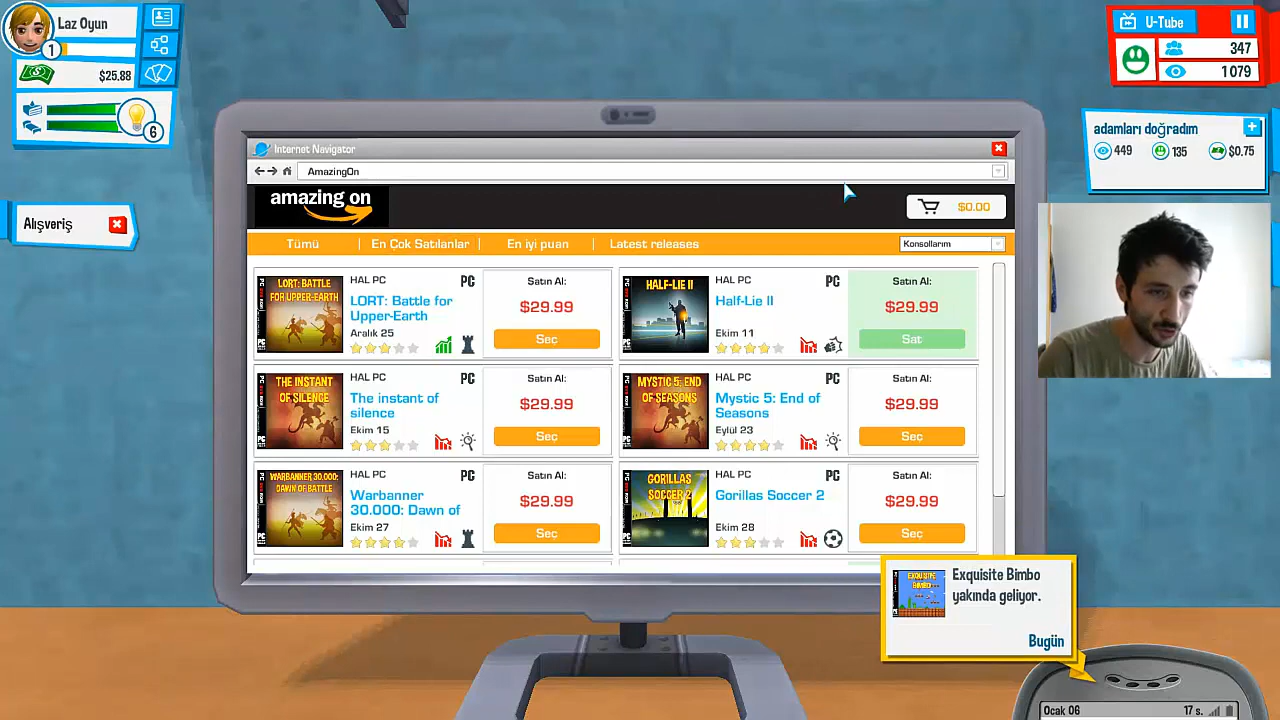 Laz Oyun
1
$25.88
6
U-Tube
347
1 079
adamları doğradım
449
135
$0.75
Alışveriş
Internet Navigator
AmazingOn
amazing on
$0.00
Tümü
En Çok Satılanlar
En iyi puan
Latest releases
Konsollarım
LORT: BATTLE
FOR UPPER-EARTH
HAL PC
PC
LORT: Battle for
Upper-Earth
Aralık 25
Satın Al:
$29.99
Seç
HALF-LIE II
HAL PC
PC
Half-Lie II
Ekim 11
Satın Al:
$29.99
Sat
THE INSTANT
OF SILENCE
HAL PC
PC
The instant of
silence
Ekim 15
Satın Al:
$29.99
Seç
MYSTIC 5: END
OF SEASONS
HAL PC
PC
Mystic 5: End of
Seasons
Eylül 23
Satın Al:
$29.99
Seç
WARBANNER 30.000:
DAWN OF BATTLE
HAL PC
PC
Warbanner
30.000: Dawn of
Ekim 27
Satın Al:
$29.99
Seç
GORILLAS
SOCCER 2
HAL PC
PC
Gorillas Soccer 2
Ekim 28
Satın Al:
$29.99
Seç
EXQUISITE
BIMBO
Exquisite Bimbo
yakında geliyor.
Bugün
Ocak 06
17 s.